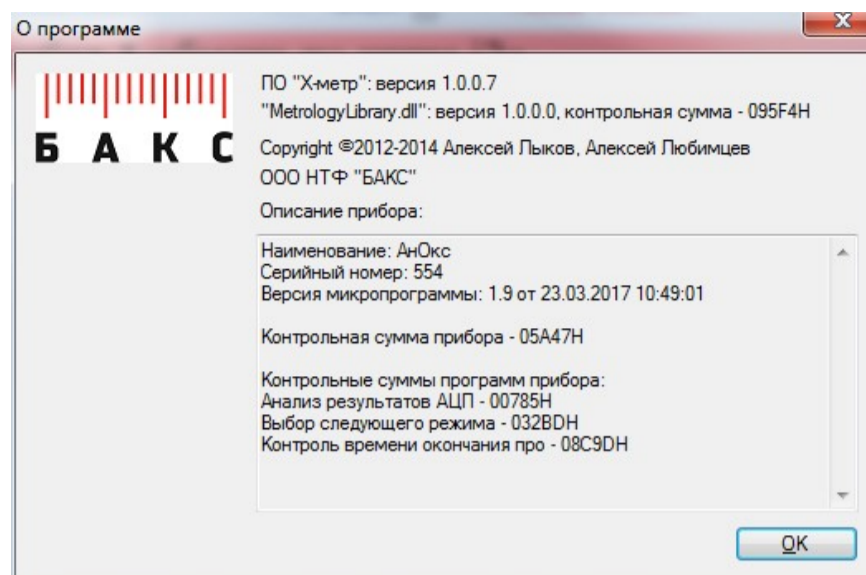 О программе
БАКС
ПО "Х-метр": версия 1.0.0.7
"MetrologyLibrary.dll": версия 1.0.0.0, контрольная сумма - 095F4H
Copyright ©2012-2014 Алексей Лыков, Алексей Любимцев
ООО НТФ "БАКС"
Описание прибора:
Наименование: АнОкс
Серийный номер: 554
Версия микропрограммы: 1.9 от 23.03.2017 10:49:01
Контрольная сумма прибора - 05A47H
Контрольные суммы программ прибора:
Анализ результатов АЦП - 00785H
Выбор следующего режима - 032BDH
Контроль времени окончания про - 08C9DH
OK